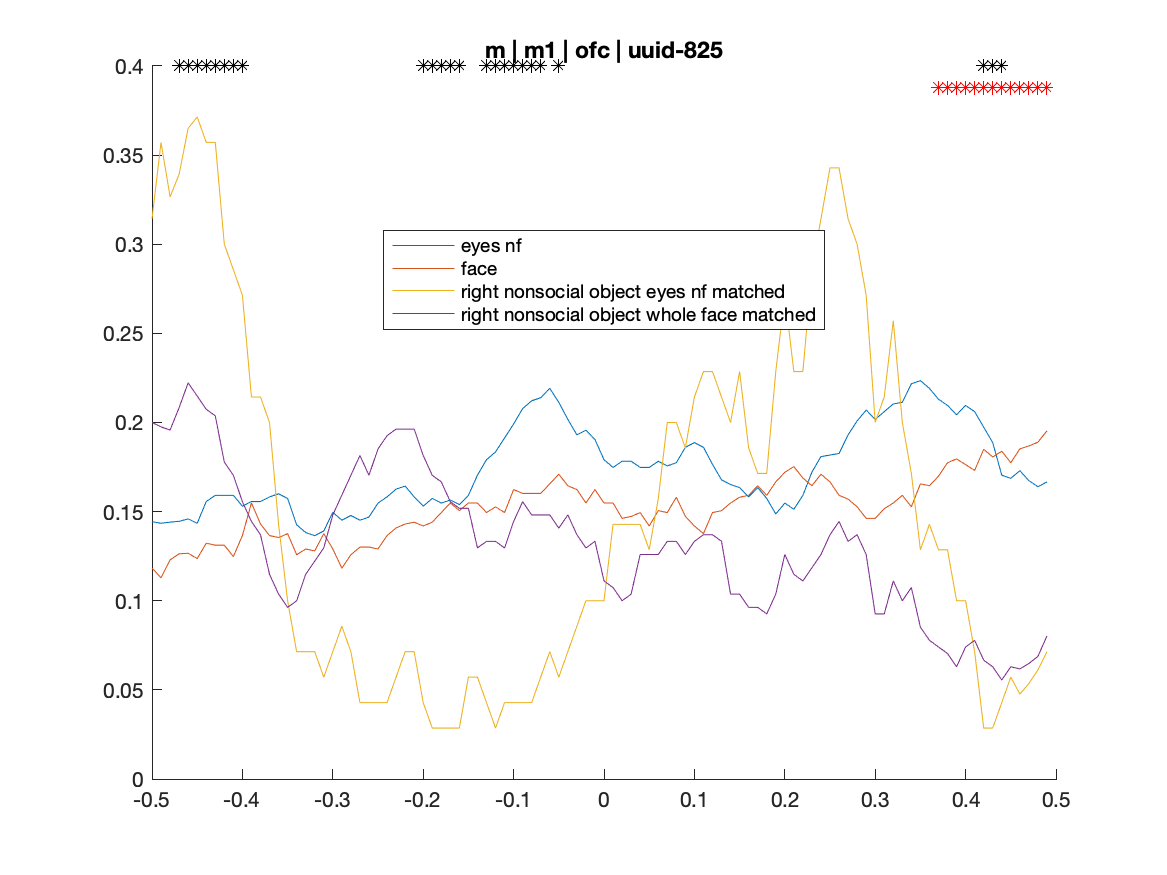 m | m1 | ofc | uuid-825
0.4
0.35
0.3
0.25
0.2
0.15
0.1
0.05
0
eyes nf
face
right nonsocial object eyes nf matched
right nonsocial object whole face matched
-0.5 -0.4 -0.3 -0.2 -0.1 0 0.1 0.2 0.3 0.4 0.5